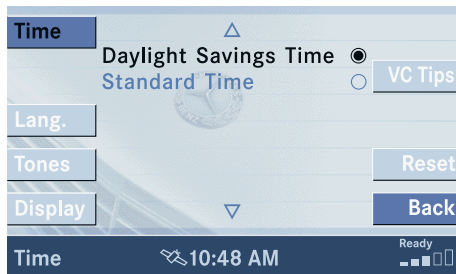 Time
Daylight Savings Time
Standard Time
VC Tips
Lang.
Tones
Reset
Display
Back
Time
10:48 AM
Ready